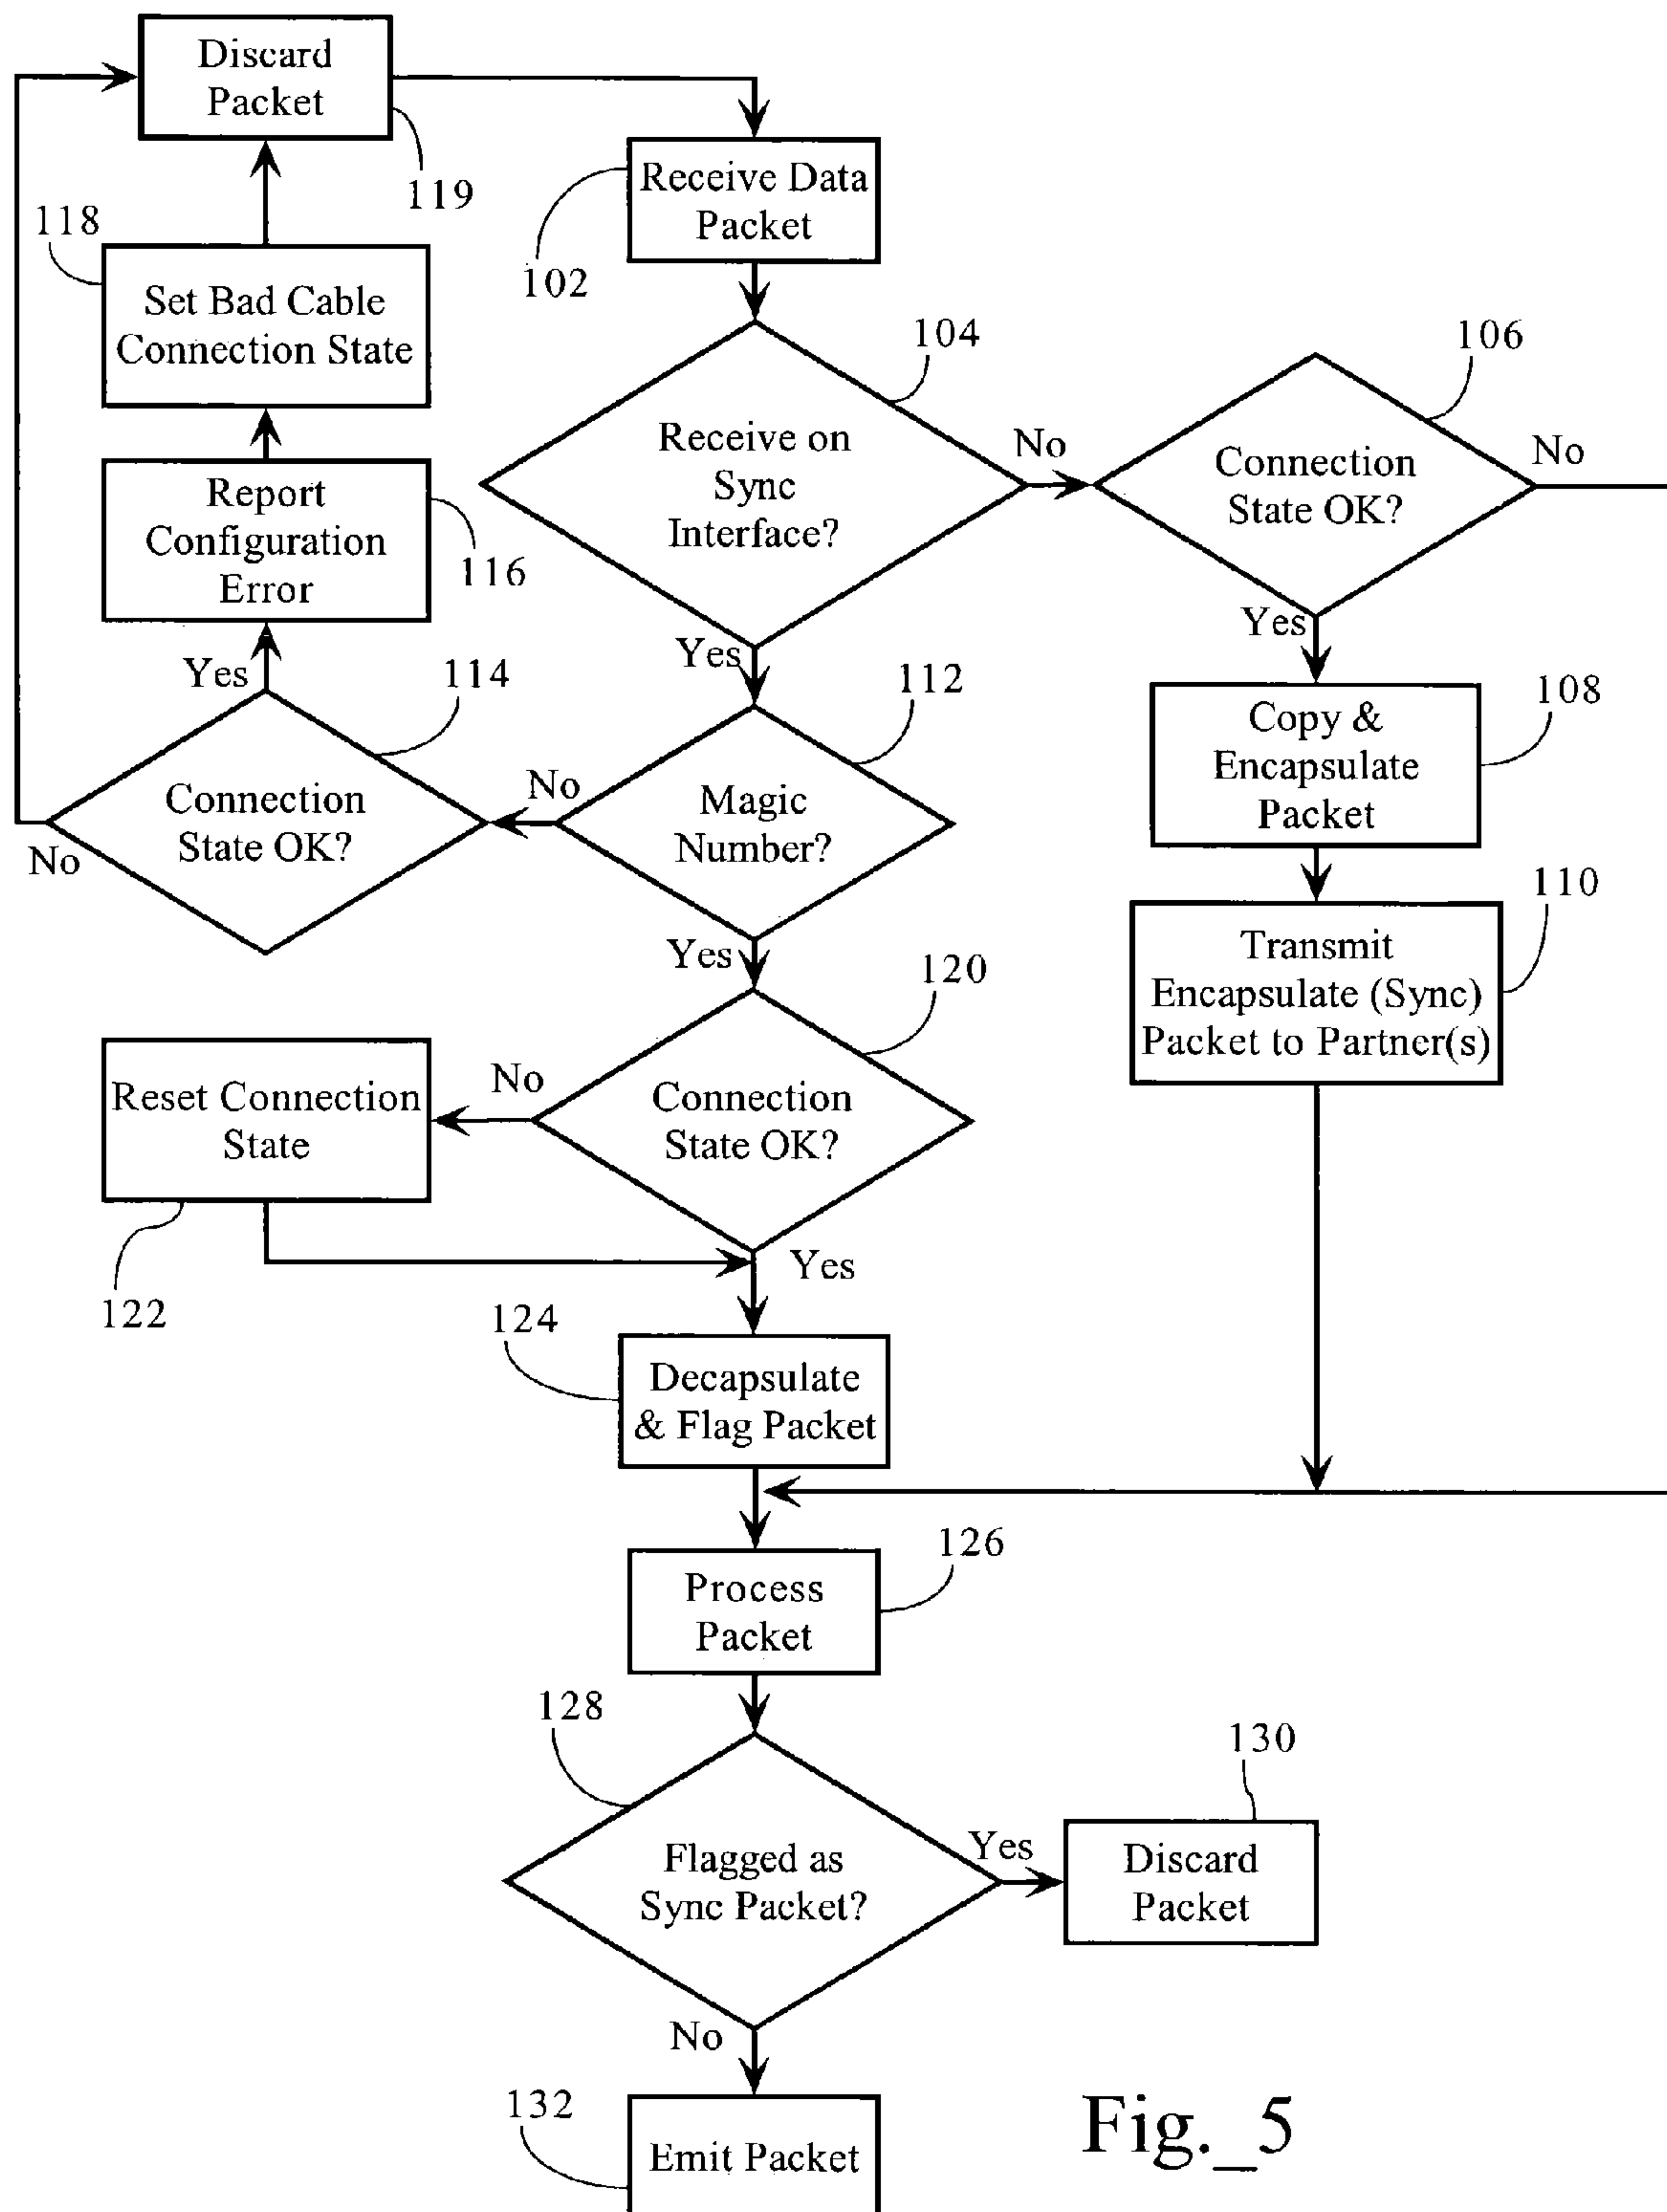 Discard
Packet
119
Receive Data
Packet
102
118
Set Bad Cable
Connection State
104
Receive on
Sync
Interface?
No
106
Connection
State OK?
No
Report
Configuration
Error
116
Yes
Yes
Yes
114
Connection
State OK?
No
No
112
Magic
Number?
108
Copy &
Encapsulate
Packet
110
Transmit
Encapsulate (Sync)
Packet to Partner(s)
Yes
120
Connection
State OK?
No
Reset Connection
State
122
Yes
124
Decapsulate
& Flag Packet
126
Process
Packet
128
Flagged as
Sync Packet?
Yes
130
Discard
Packet
No
132
Emit Packet
Fig._5